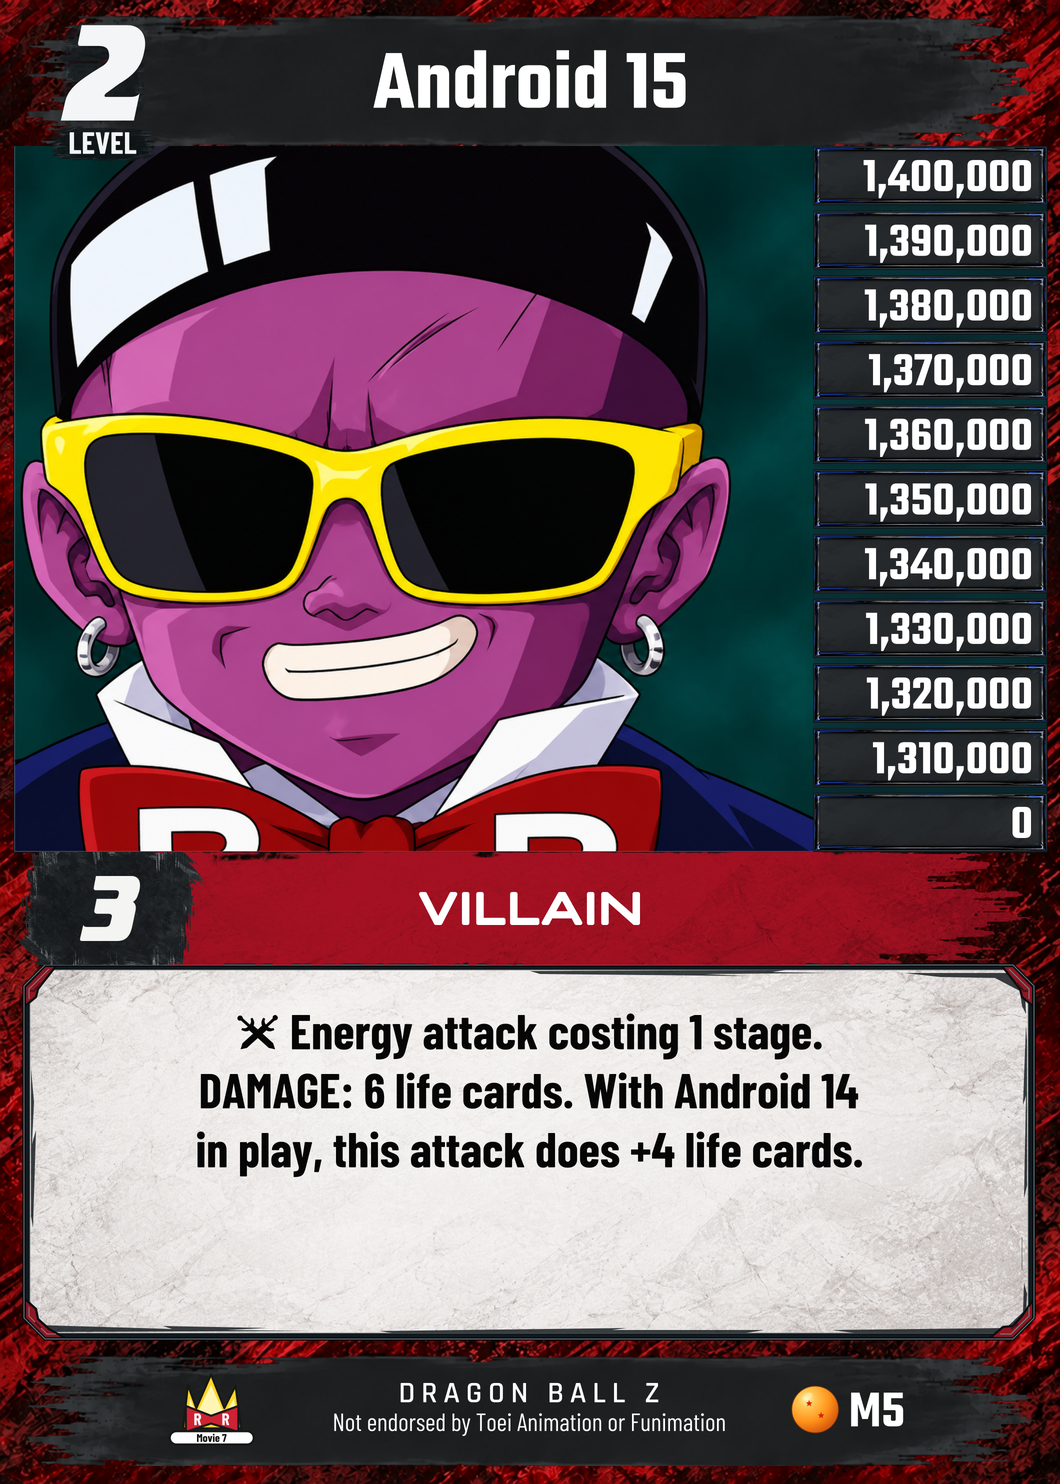 2
LEVEL
Android 15
1,400,000
1,390,000
1,380,000
1,370,000
1,360,000
1,350,000
1,340,000
1,330,000
1,320,000
1,310,000
0
R R
3
VILLAIN
Energy attack costing 1 stage.
DAMAGE: 6 life cards. With Android 14
in play, this attack does +4 life cards.
R R
Movie 7
DRAGON BALL Z
Not endorsed by Toei Animation or Funimation
M5